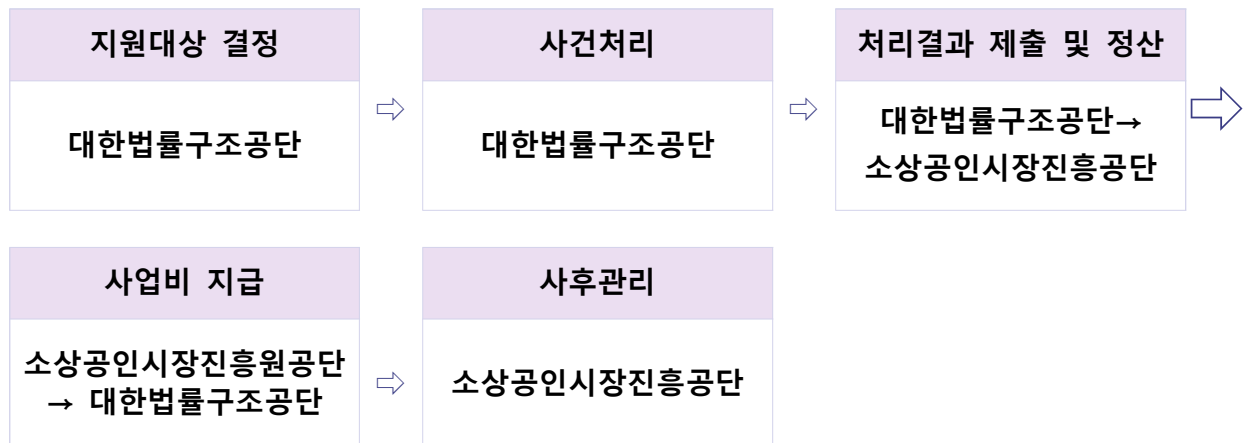 지원대상 결정
대한법률구조공단
⇨
사건처리
대한법률구조공단
⇨
처리결과 제출 및 정산
대한법률구조공단→
소상공인시장진흥공단
⇨
사업비 지급
소상공인시장진흥원공단
→ 대한법률구조공단
⇨
사후관리
소상공인시장진흥공단